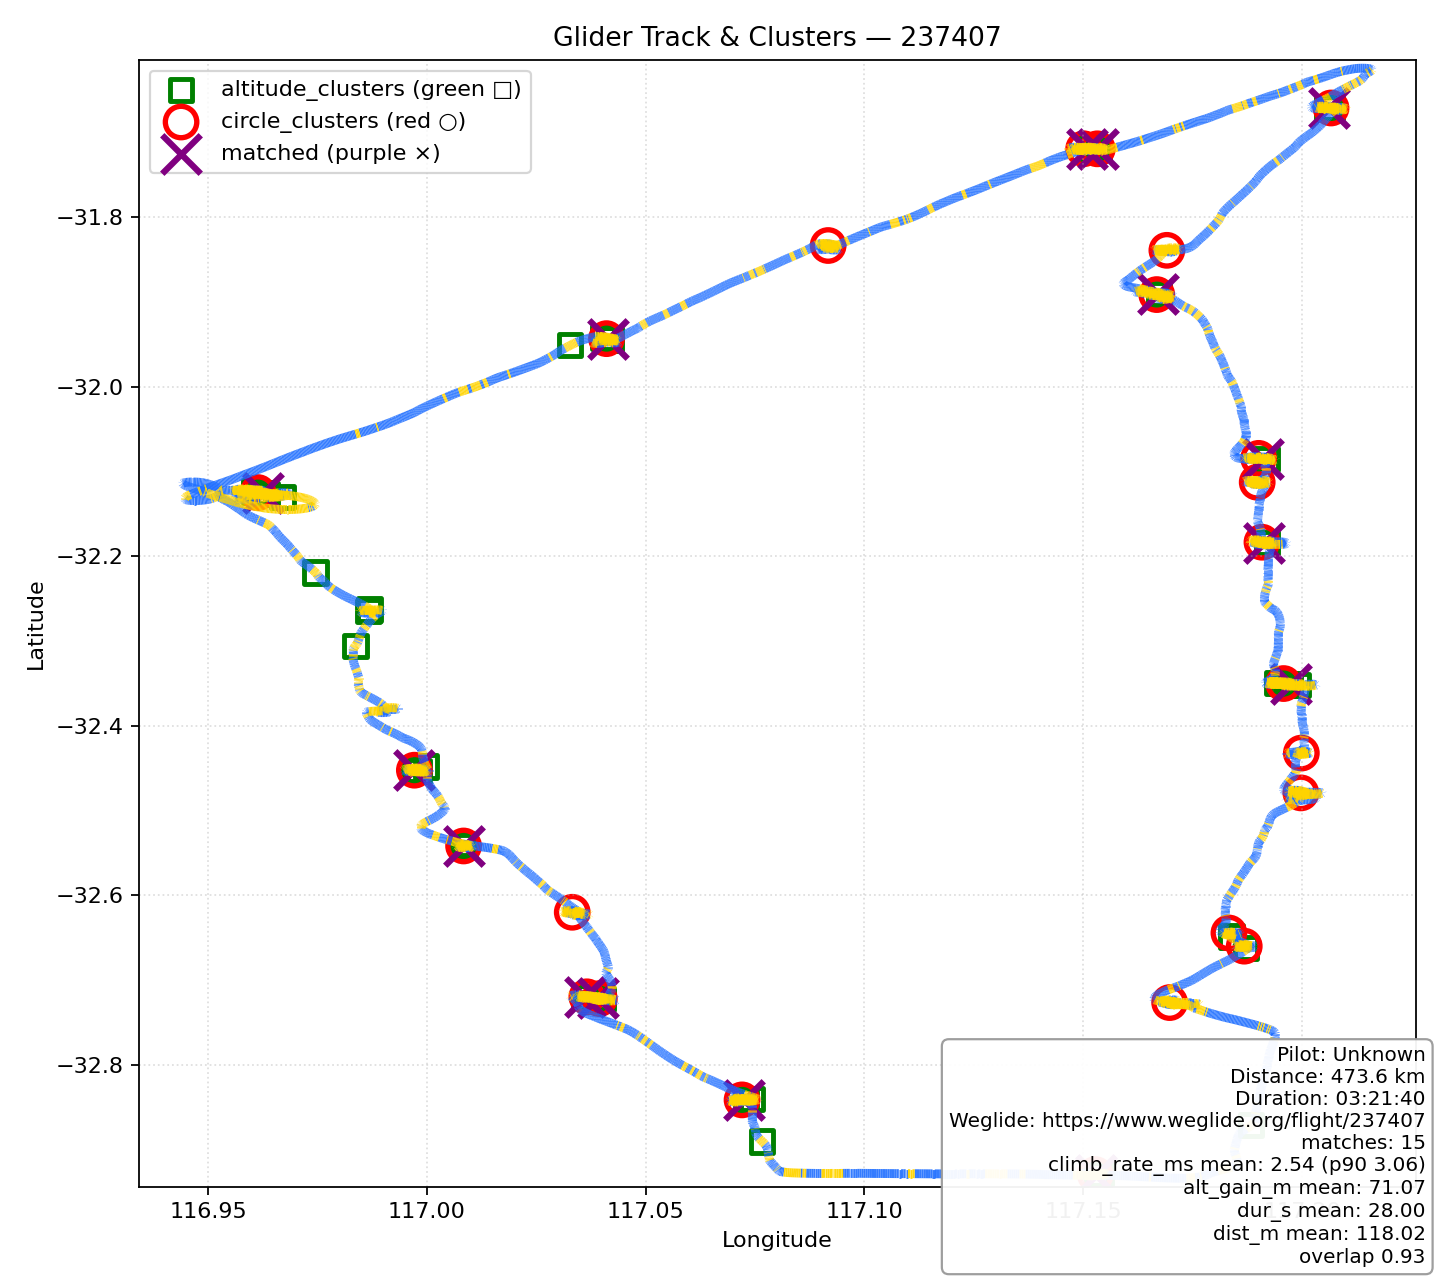 Glider Track & Clusters — 237407
altitude_clusters (green □)
circle_clusters (red ○)
matched (purple ×)
Latitude
−31.8
−32.0
−32.2
−32.4
−32.6
−32.8
116.95
117.00
117.05
117.10
117.15
Longitude
Pilot: Unknown
Distance: 473.6 km
Duration: 03:21:40
Weglide: https://www.weglide.org/flight/237407
matches: 15
climb_rate_ms mean: 2.54 (p90 3.06)
alt_gain_m mean: 71.07
dur_s mean: 28.00
dist_m mean: 118.02
overlap 0.93